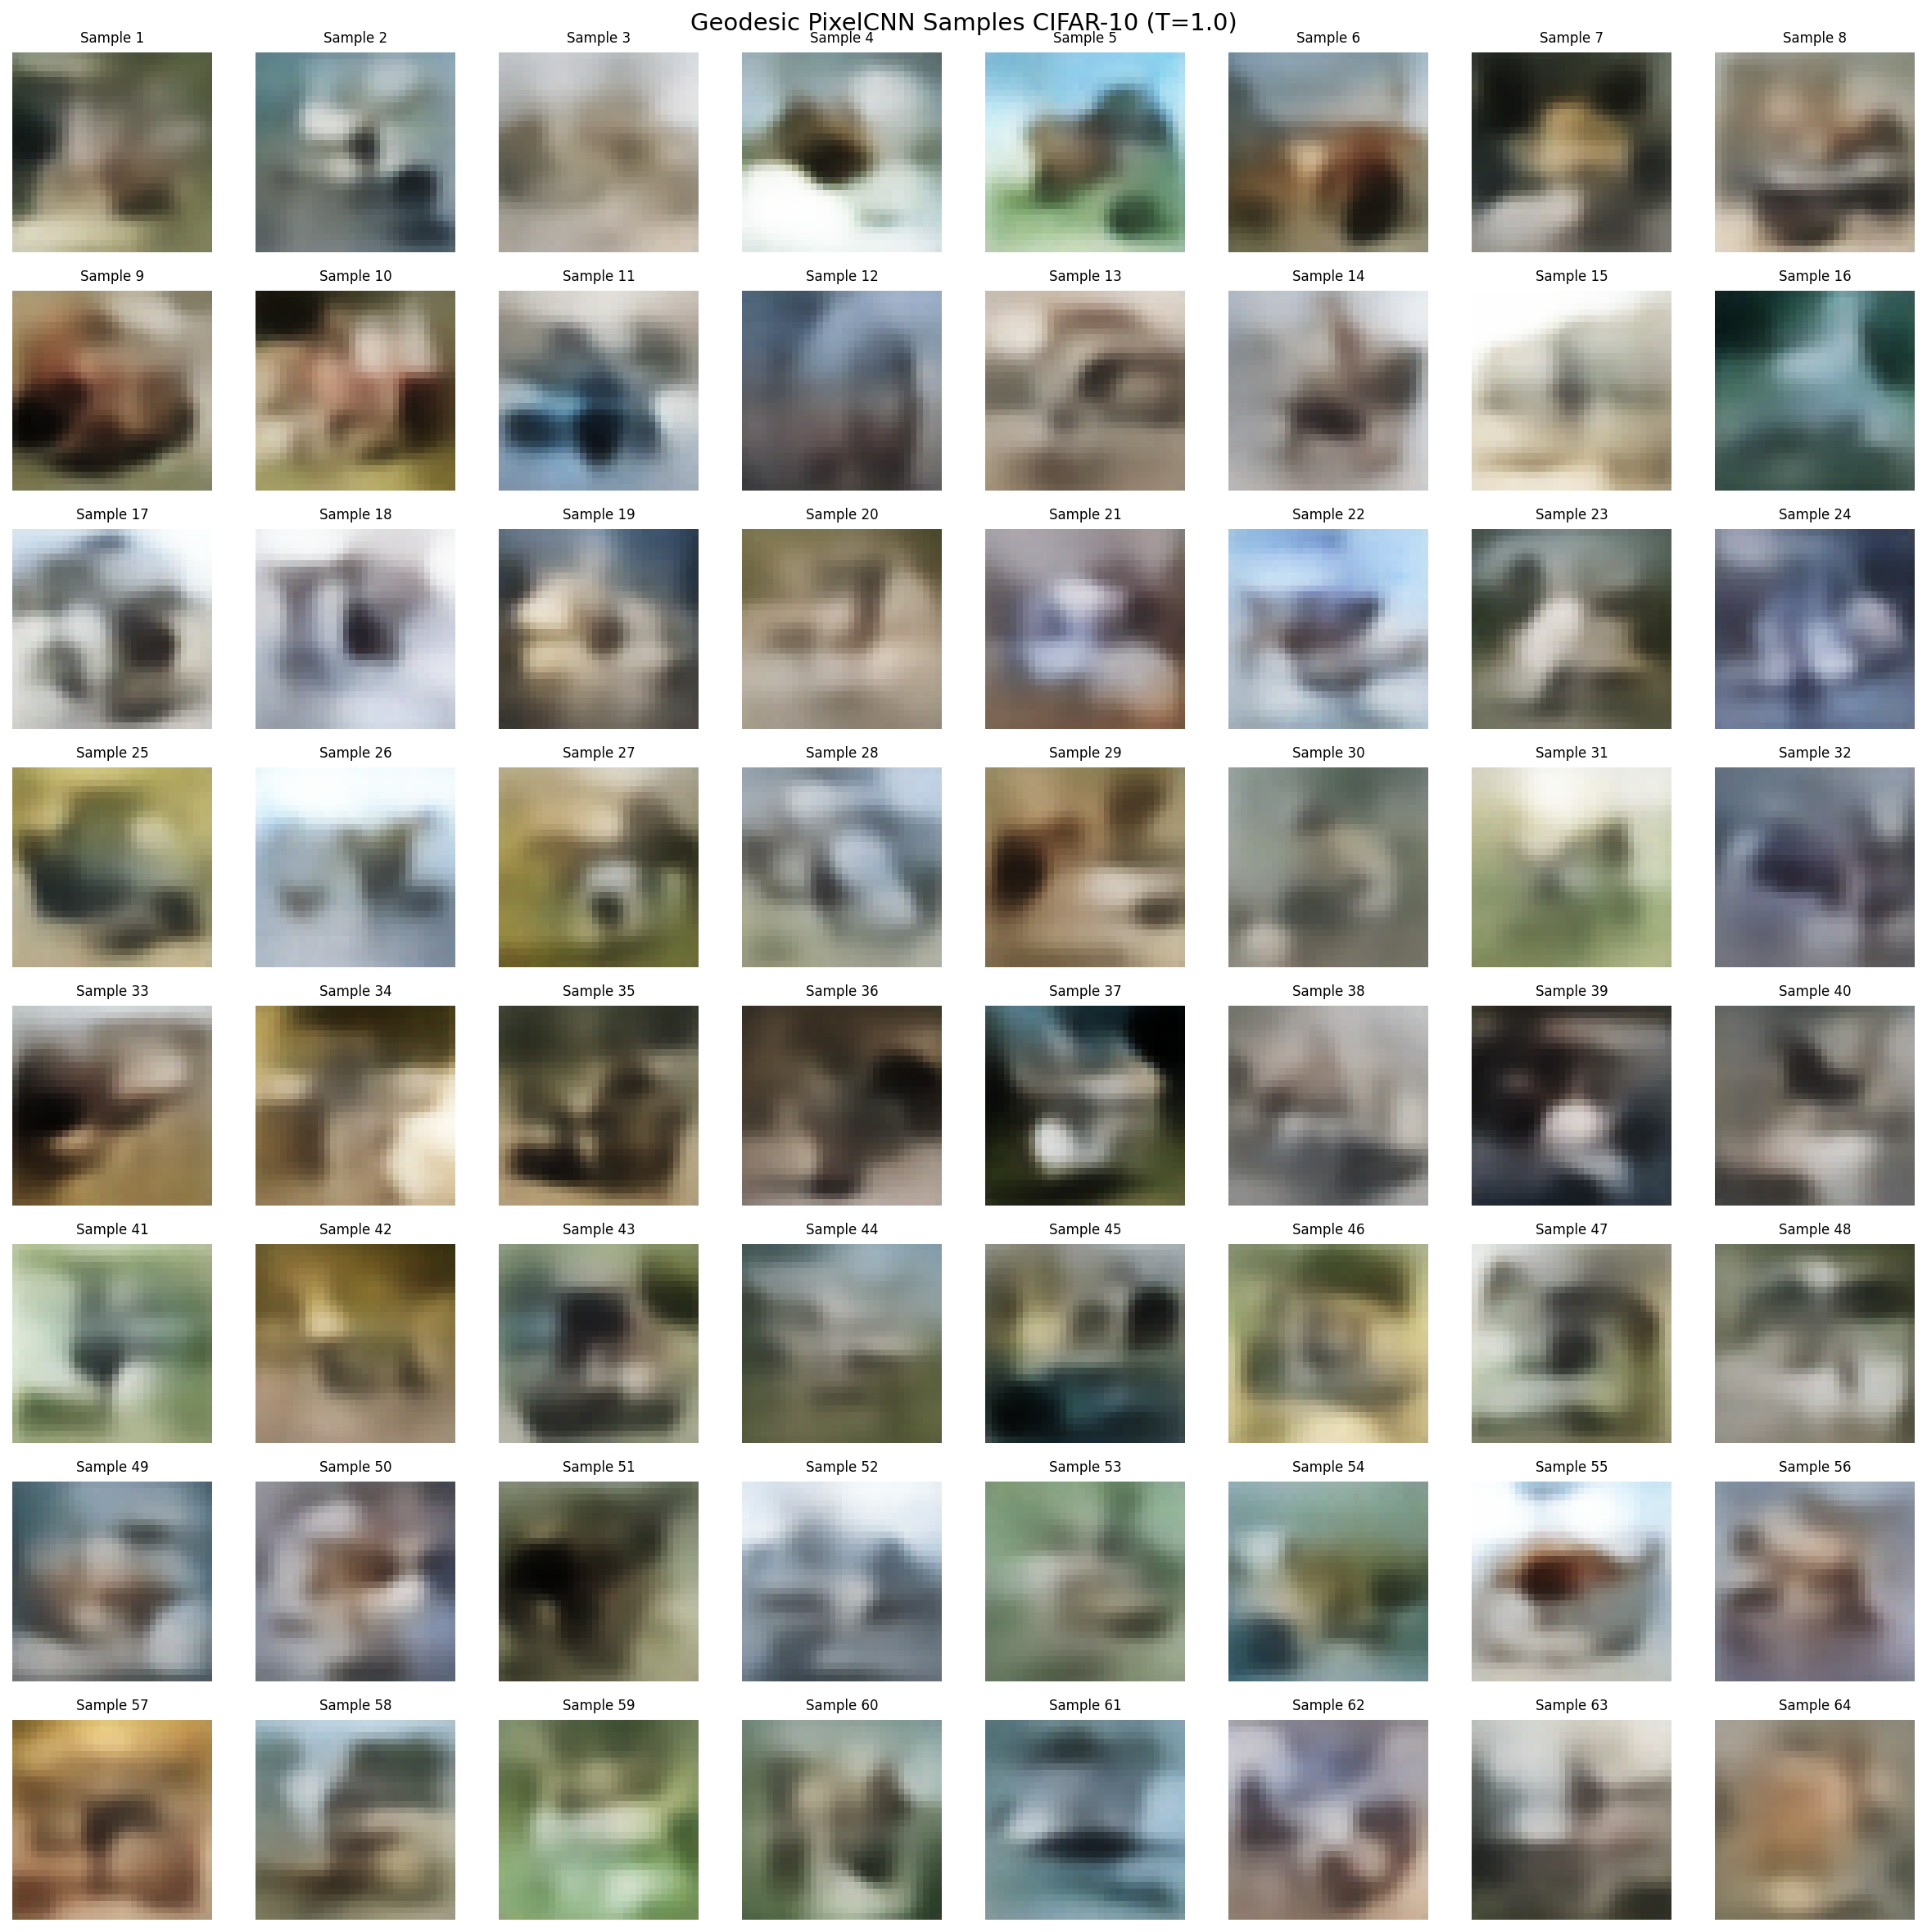 Geodesic PixelCNN Samples CIFAR-10 (T=1.0)
Sample 1 Sample 2 Sample 3 Sample 4 Sample 5 Sample 6 Sample 7 Sample 8
Sample 9 Sample 10 Sample 11 Sample 12 Sample 13 Sample 14 Sample 15 Sample 16
Sample 17 Sample 18 Sample 19 Sample 20 Sample 21 Sample 22 Sample 23 Sample 24
Sample 25 Sample 26 Sample 27 Sample 28 Sample 29 Sample 30 Sample 31 Sample 32
Sample 33 Sample 34 Sample 35 Sample 36 Sample 37 Sample 38 Sample 39 Sample 40
Sample 41 Sample 42 Sample 43 Sample 44 Sample 45 Sample 46 Sample 47 Sample 48
Sample 49 Sample 50 Sample 51 Sample 52 Sample 53 Sample 54 Sample 55 Sample 56
Sample 57 Sample 58 Sample 59 Sample 60 Sample 61 Sample 62 Sample 63 Sample 64